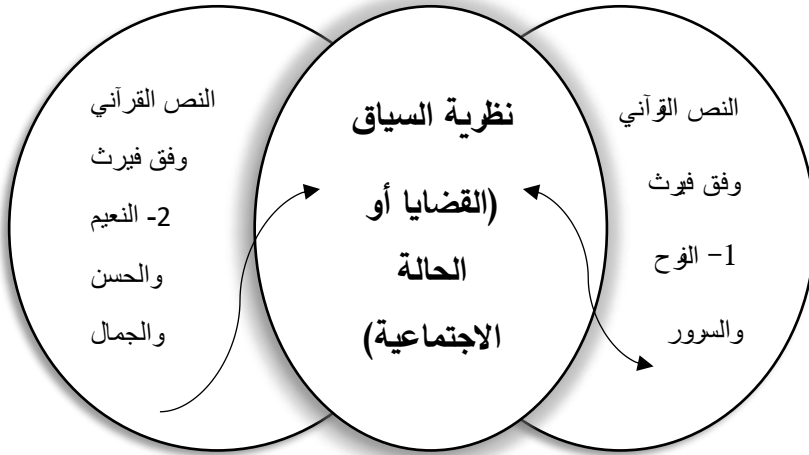 النص القرآني
وفق فيرث
1- الفرح
والسرور
نظرية السياق
(القضايا أو
الحالة
الاجتماعية)
النص القرآني
وفق فيرث
2- النعيم
والحسن
والجمال